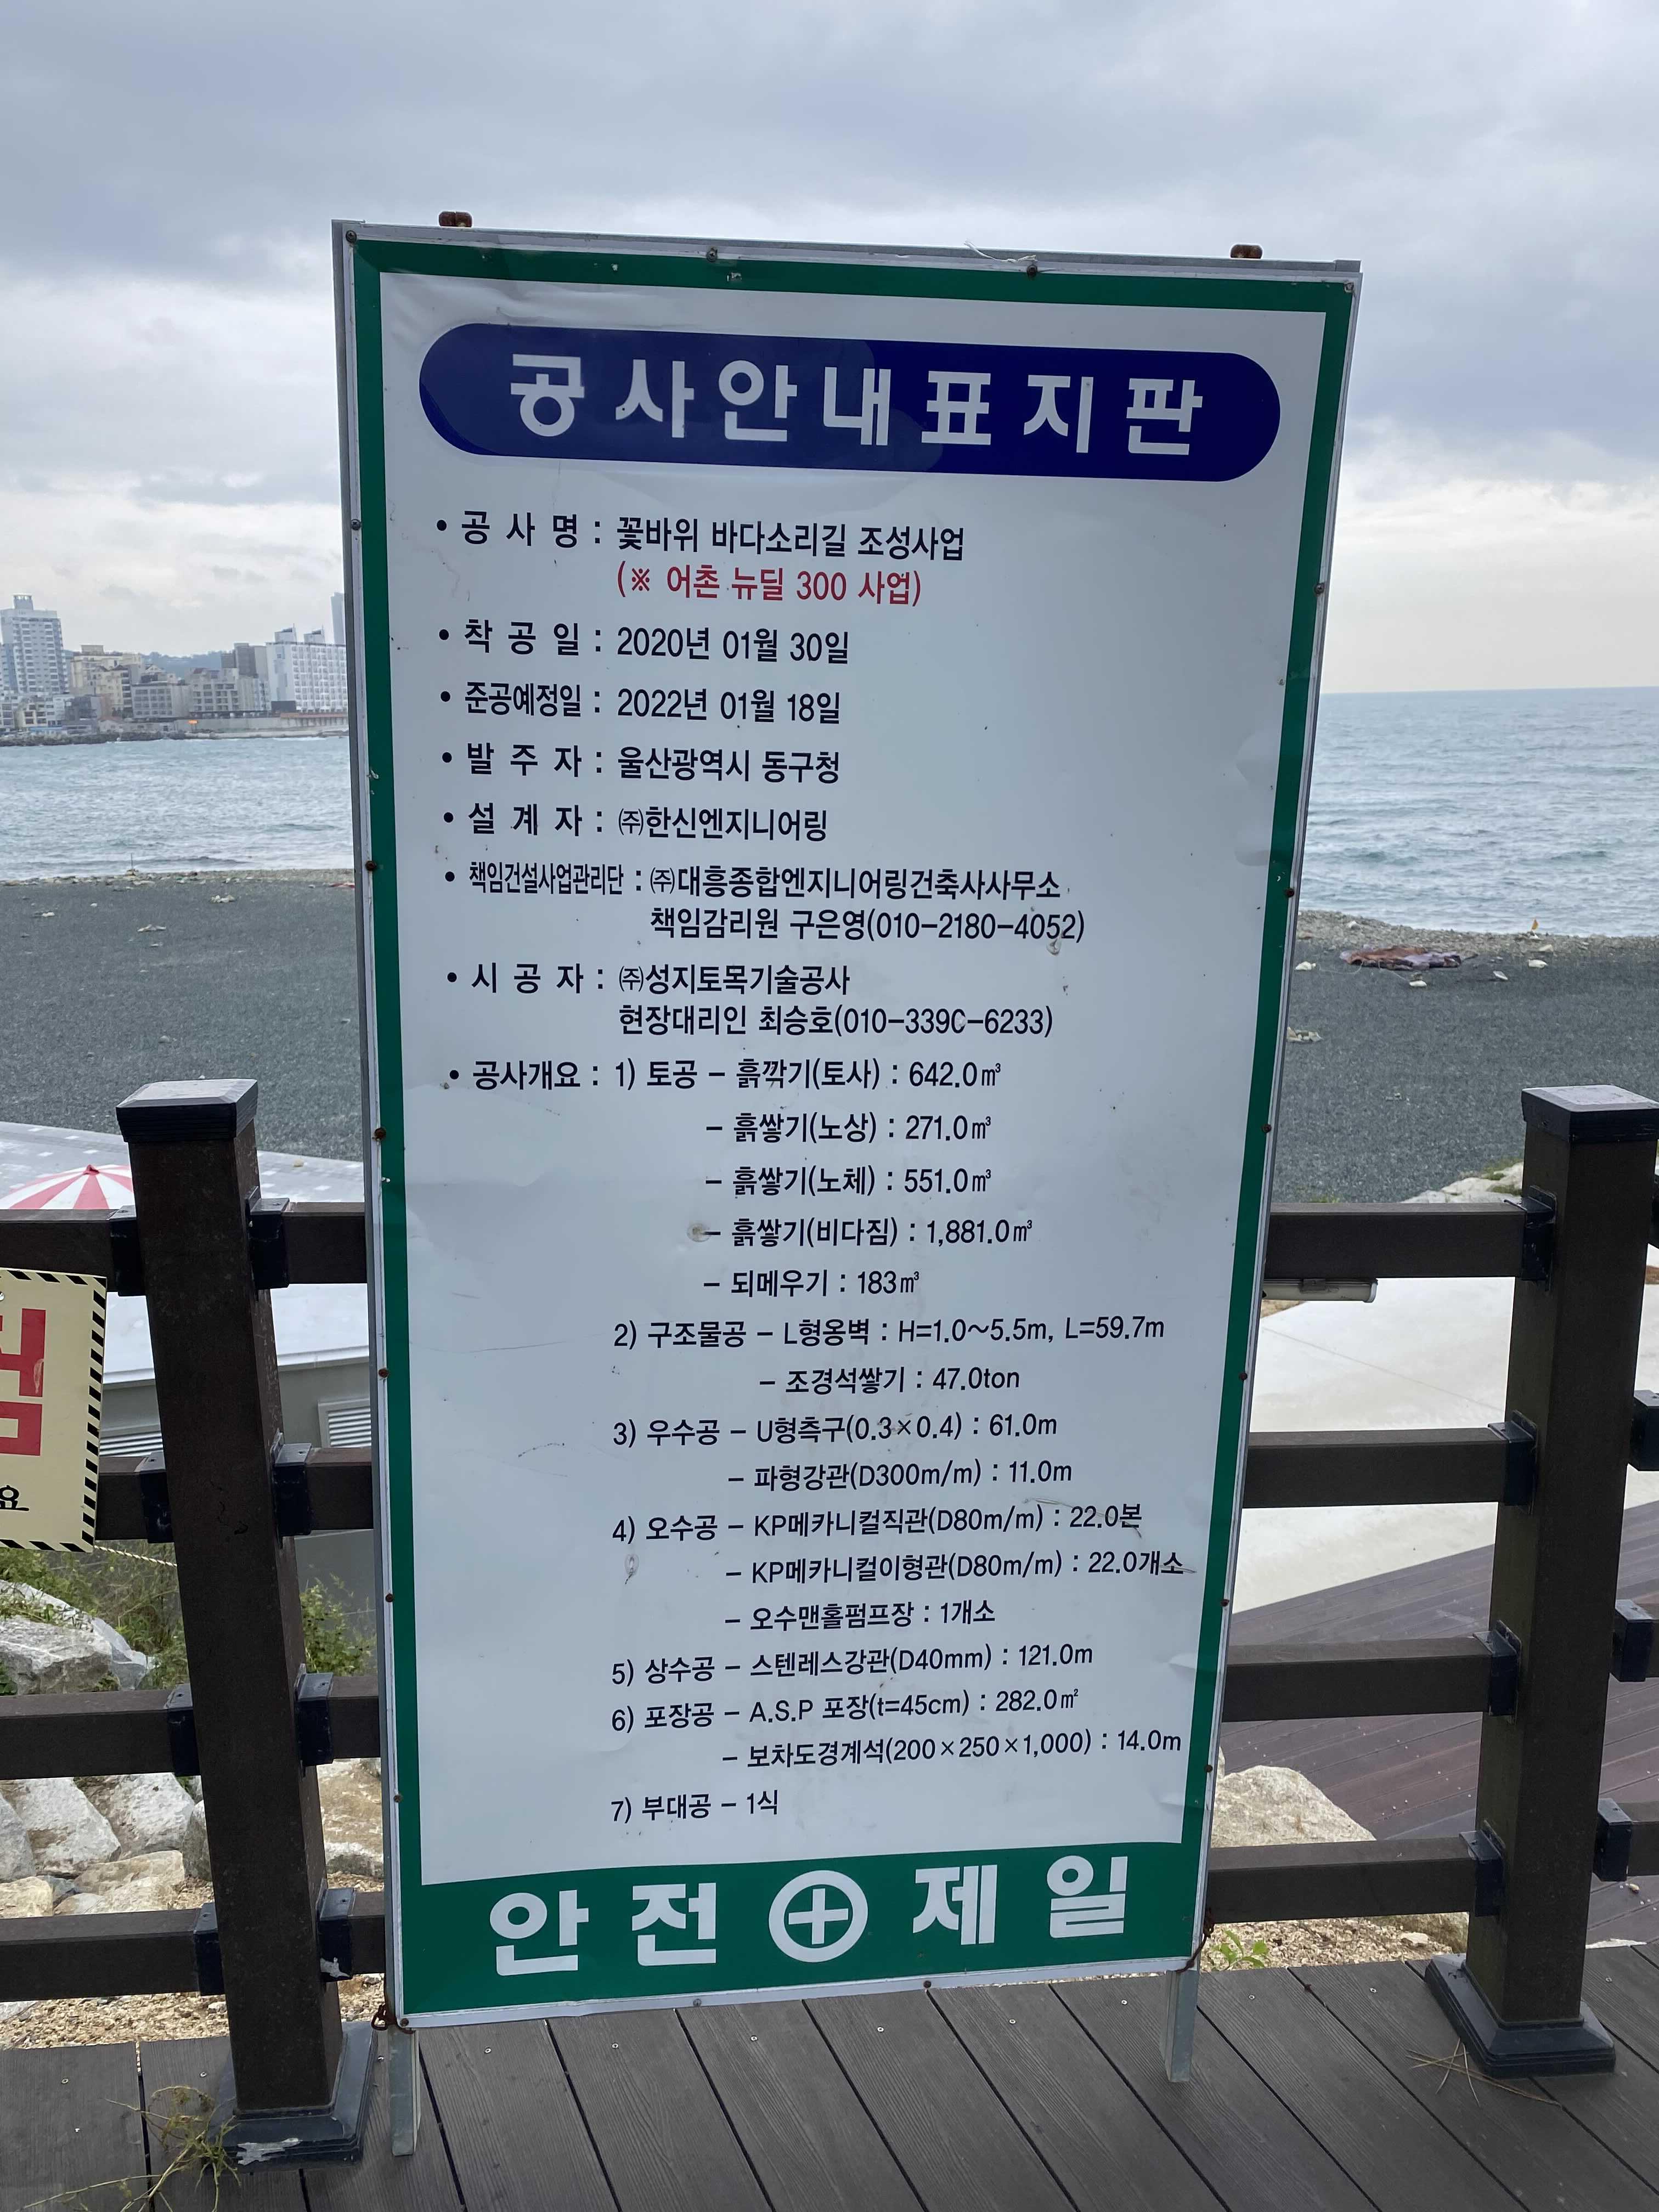 공사안내표지판
• 공 사 명 : 꽃바위 바다소리길 조성사업
(※ 어촌 뉴딜 300 사업)
• 착 공 일 : 2020년 01월 30일
• 준공예정일 : 2022년 01월 18일
• 발 주 자 : 울산광역시 동구청
• 설 계 자 : ㈜한신엔지니어링
• 책임건설사업관리단 : ㈜대흥종합엔지니어링건축사사무소
책임감리원 구은영(010-2180-4052)
• 시 공 자 : ㈜성지토목기술공사
현장대리인 최승호(010-3390-6233)
• 공사개요 : 1) 토공 - 흙깎기(토사) : 642.0㎥
- 흙쌓기(노상) : 271.0㎥
- 흙쌓기(노체) : 551.0㎥
- 흙쌓기(비다짐) : 1,881.0㎥
- 되메우기 : 183㎥
2) 구조물공 - L형옹벽 : H=1.0~5.5m, L=59.7m
- 조경석쌓기 : 47.0ton
3) 우수공 - U형측구(0.3×0.4) : 61.0m
- 파형강관(D300m/m) : 11.0m
4) 오수공 - KP메카니컬직관(D80m/m) : 22.0본
- KP메카니컬이형관(D80m/m) : 22.0개소
- 오수맨홀펌프장 : 1개소
5) 상수공 - 스텐레스강관(D40mm) : 121.0m
6) 포장공 - A.S.P 포장(t=45cm) : 282.0㎡
- 보차도경계석(200×250×1,000) : 14.0m
7) 부대공 - 1식
안전 제일
요